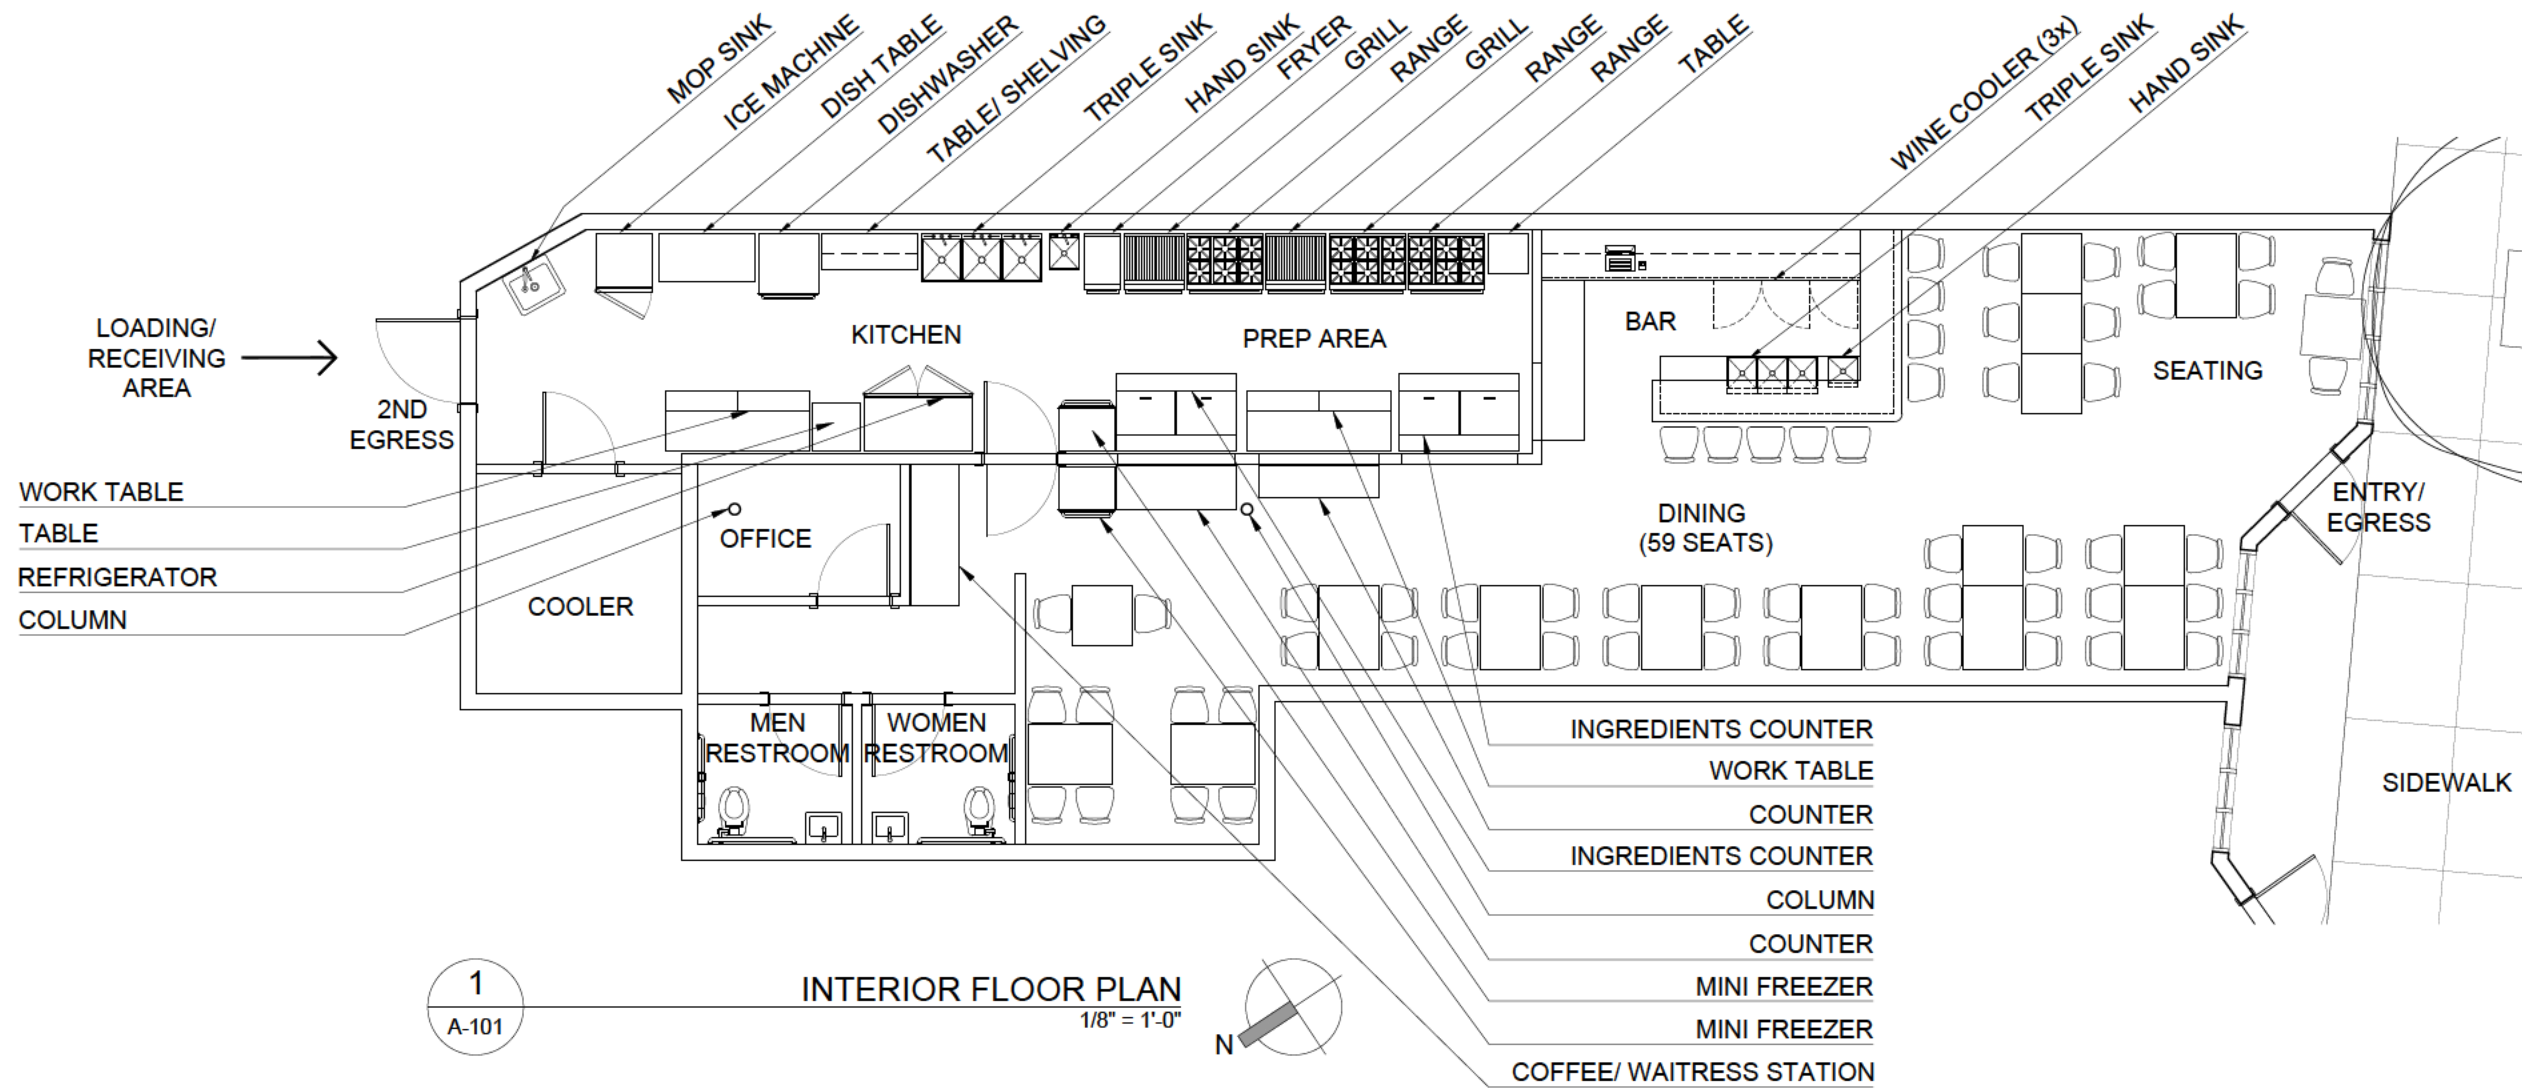 MOP SINK
ICE MACHINE
DISH TABLE
DISHWASHER
TABLE/ SHELVING
TRIPLE SINK
HAND SINK
FRYER
GRILL
RANGE
GRILL
RANGE
RANGE
TABLE
WINE COOLER (3x)
TRIPLE SINK
HAND SINK
LOADING/
RECEIVING
AREA
2ND
EGRESS
KITCHEN
PREP AREA
BAR
SEATING
WORK TABLE
TABLE
REFRIGERATOR
COLUMN
OFFICE
COOLER
DINING
(59 SEATS)
ENTRY/
EGRESS
MEN
RESTROOM
WOMEN
RESTROOM
SIDEWALK
INGREDIENTS COUNTER
WORK TABLE
COUNTER
INGREDIENTS COUNTER
COLUMN
COUNTER
MINI FREEZER
MINI FREEZER
COFFEE/ WAITRESS STATION
1
A-101
INTERIOR FLOOR PLAN
1/8" = 1'-0"
N